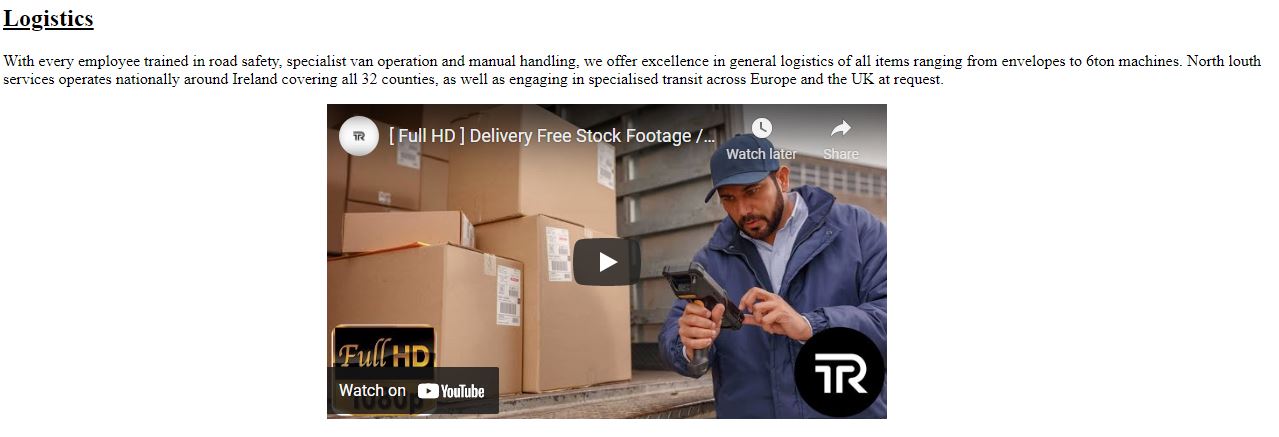 Logistics
With every employee trained in road safety, specialist van operation and manual handling, we offer excellence in general logistics of all items ranging from envelopes to 6ton machines. North louth
services operates nationally around Ireland covering all 32 counties, as well as engaging in specialised transit across Europe and the UK at request.
TR
[ Full HD ] Delivery Free Stock Footage /...
Watch later
Share
Full HD
1080p
Watch on YouTube
TR